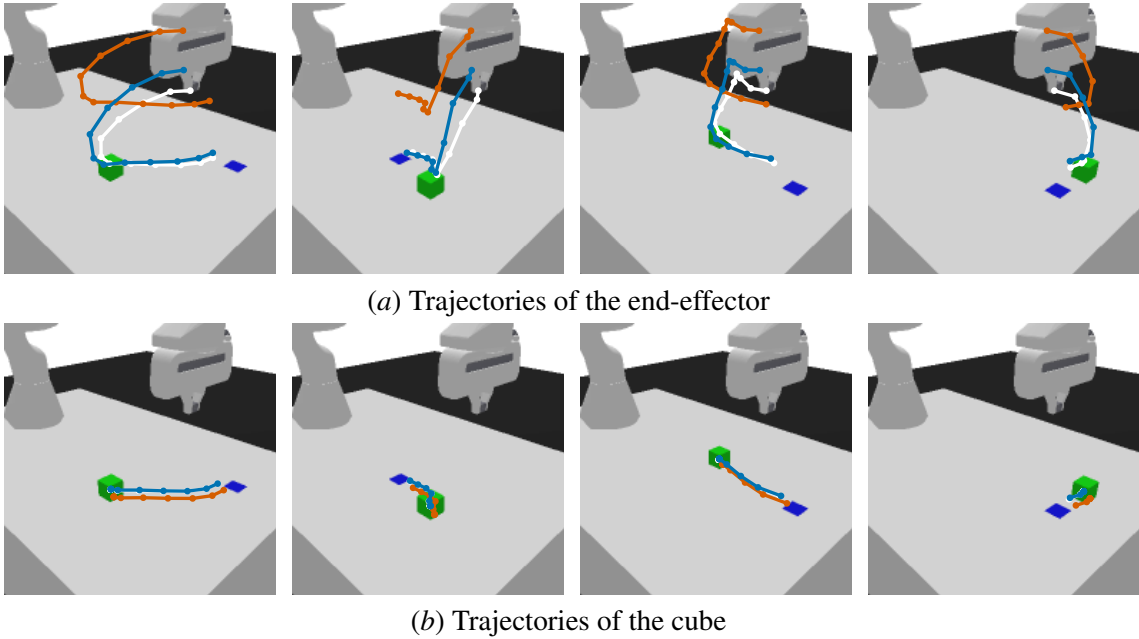 (a) Trajectories of the end-effector
(b) Trajectories of the cube